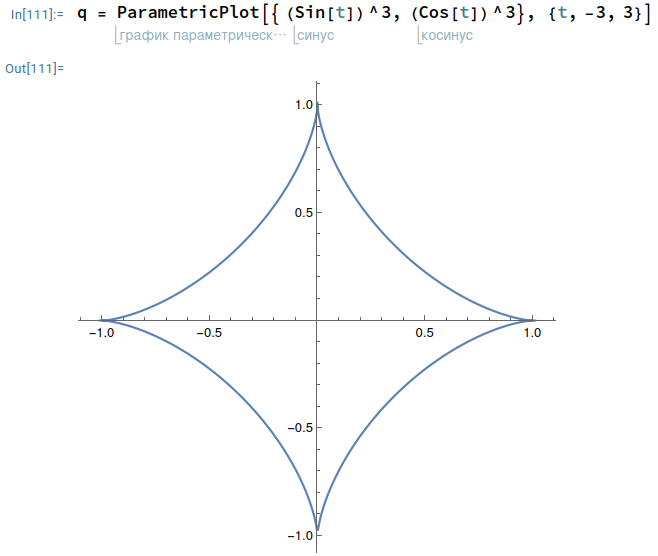 In[111]:= q = ParametricPlot[{ (Sin[t])^3, (Cos[t])^3}, {t, -3, 3}]
график параметрическ⋯ синус косинус
Out[111]=
1.0
0.5
-1.0 -0.5 0.5 1.0
-0.5
-1.0